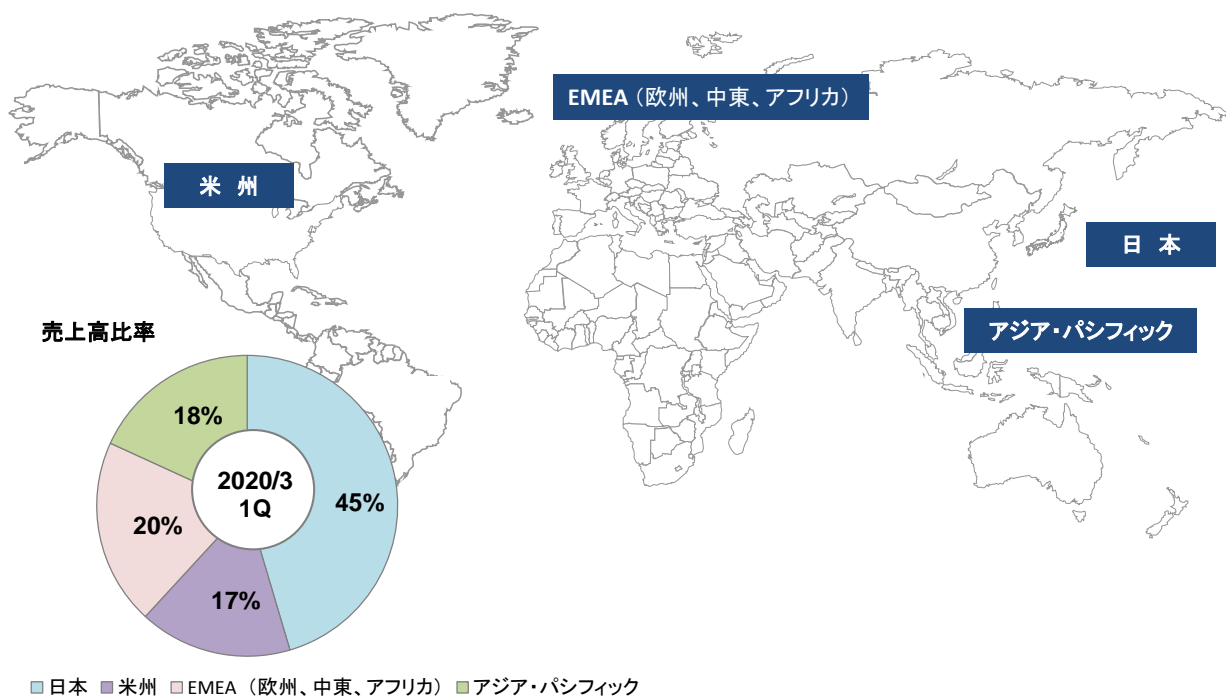 EMEA（欧州、中東、アフリカ）
米 州
日 本
アジア・パシフィック
売上高比率
18%
2020/3
1Q
45%
20%
17%
日本 米州 EMEA （欧州、中東、アフリカ） アジア・パシフィック